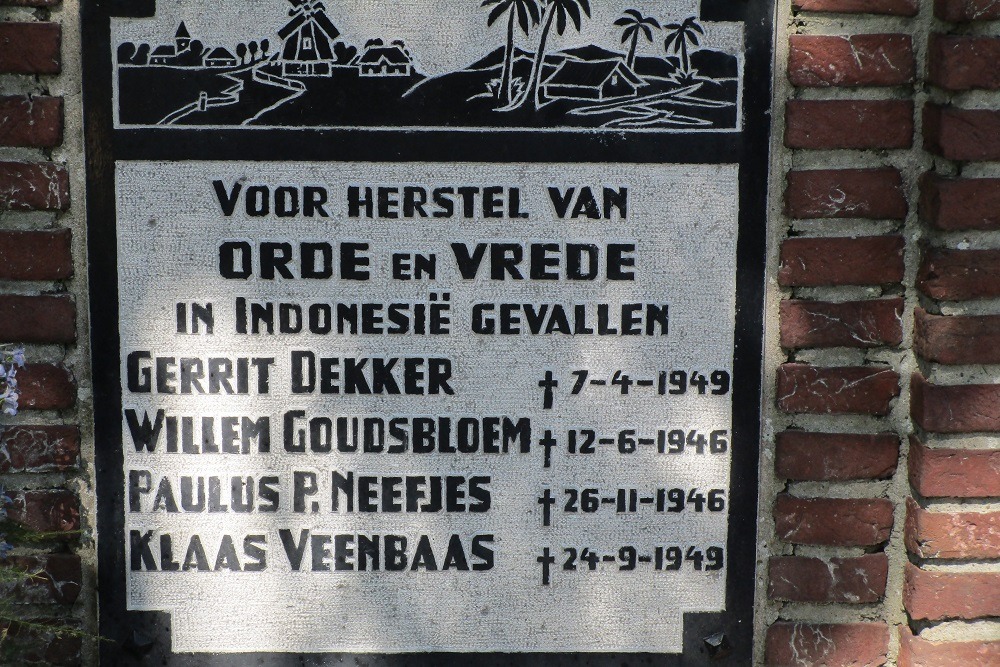 VOOR HERSTEL VAN
ORDE EN VREDE
IN INDONESIË GEVALLEN
GERRIT DEKKER † 7-4-1949
WILLEM GOUDSBLOEM † 12-6-1946
PAULUS P. NEEFJES † 26-11-1946
KLAAS VEENBAAS † 24-9-1949